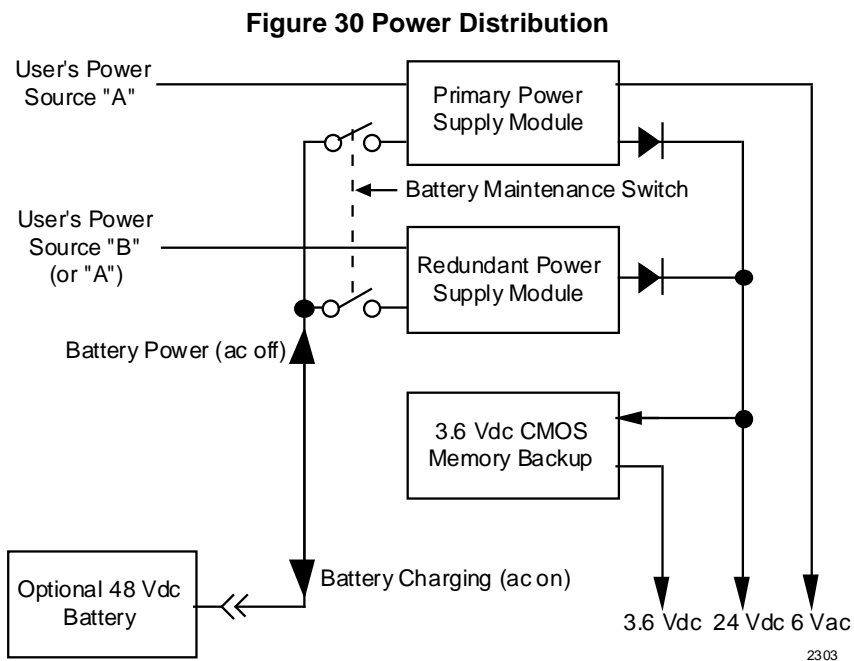 Figure 30 Power Distribution
User's Power
Source "A"
Primary Power
Supply Module
Battery Maintenance Switch
User's Power
Source "B"
(or "A")
Redundant Power
Supply Module
Battery Power (ac off)
3.6 Vdc CMOS
Memory Backup
Optional 48 Vdc
Battery
Battery Charging (ac on)
3.6 Vdc 24 Vdc 6 Vac
2303